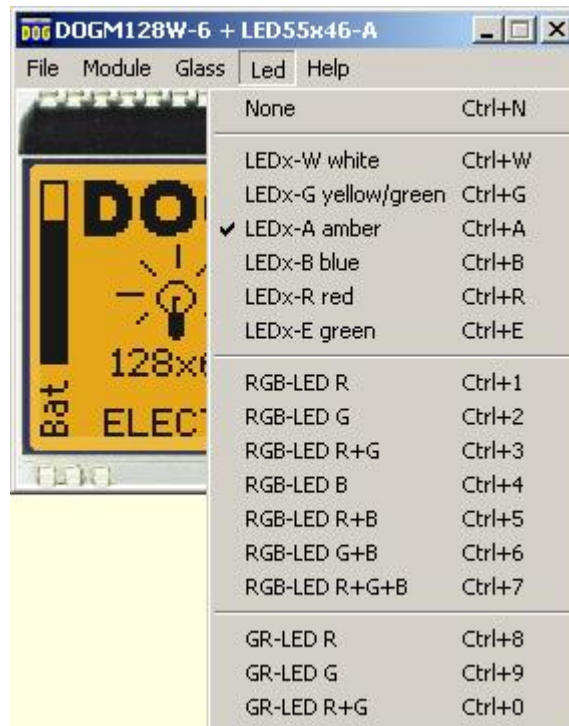 DOG DOGM128W-6 + LED55x46-A
File Module Glass Led Help
None Ctrl+N
LEDx-W white Ctrl+W
LEDx-G yellow/green Ctrl+G
LEDx-A amber Ctrl+A
LEDx-B blue Ctrl+B
LEDx-R red Ctrl+R
LEDx-E green Ctrl+E
RGB-LED R Ctrl+1
RGB-LED G Ctrl+2
RGB-LED R+G Ctrl+3
RGB-LED B Ctrl+4
RGB-LED R+B Ctrl+5
RGB-LED G+B Ctrl+6
RGB-LED R+G+B Ctrl+7
GR-LED R Ctrl+8
GR-LED G Ctrl+9
GR-LED R+G Ctrl+0
DO
128x
Bat
ELECT